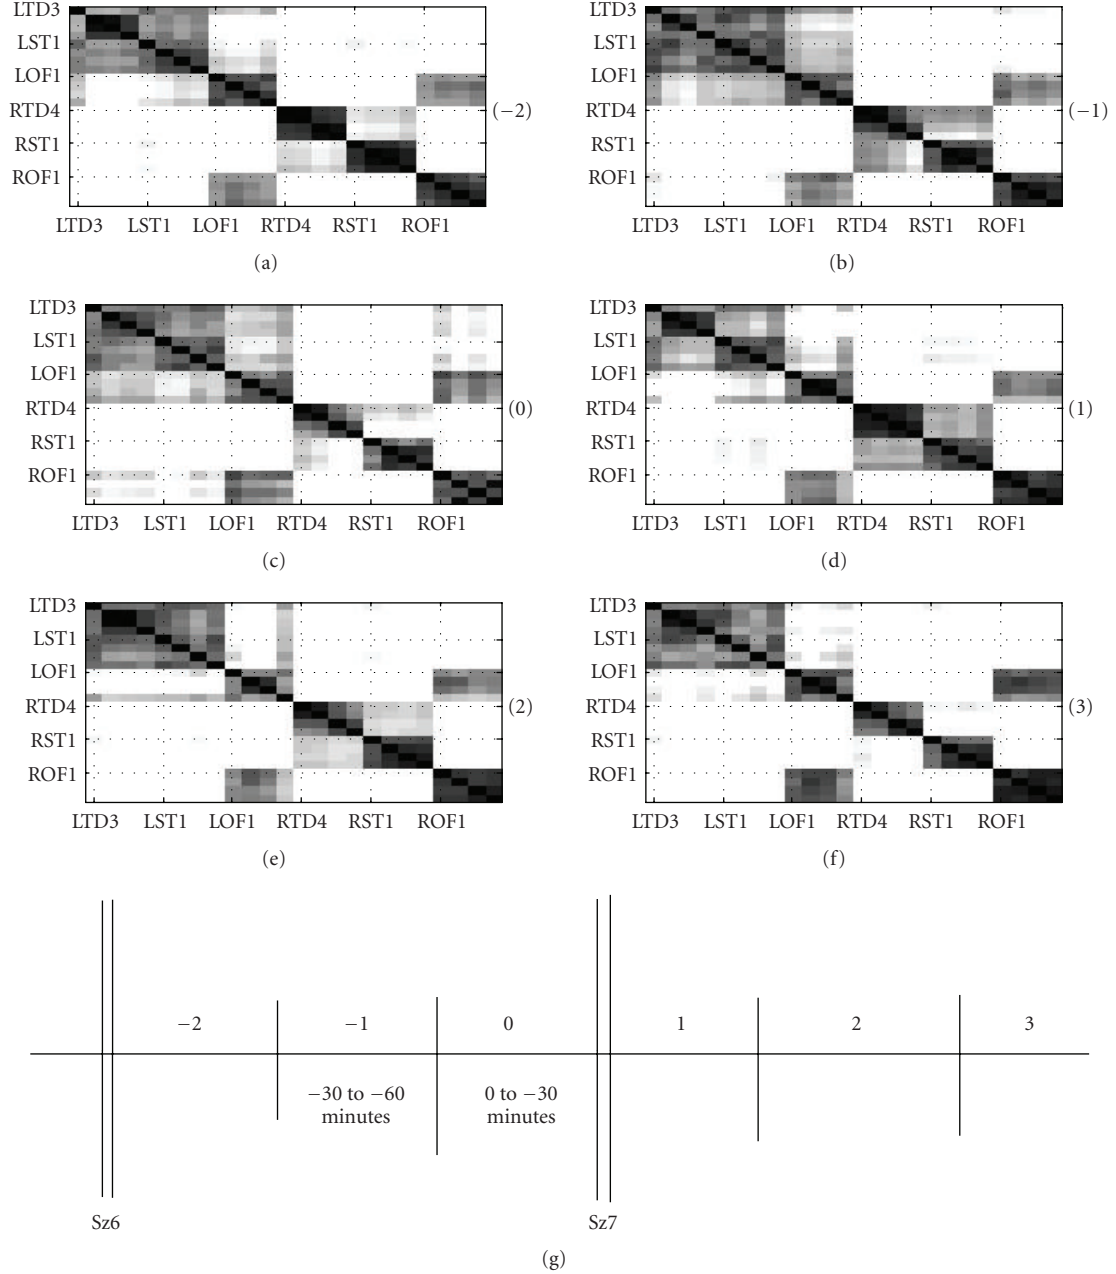 LTD3
LST1
LOF1
RTD4
RST1
ROF1
(−2)
LTD3 LST1 LOF1 RTD4 RST1 ROF1
(a)
LTD3
LST1
LOF1
RTD4
RST1
ROF1
(−1)
LTD3 LST1 LOF1 RTD4 RST1 ROF1
(b)
LTD3
LST1
LOF1
RTD4
RST1
ROF1
(0)
LTD3 LST1 LOF1 RTD4 RST1 ROF1
(c)
LTD3
LST1
LOF1
RTD4
RST1
ROF1
(1)
LTD3 LST1 LOF1 RTD4 RST1 ROF1
(d)
LTD3
LST1
LOF1
RTD4
RST1
ROF1
(2)
LTD3 LST1 LOF1 RTD4 RST1 ROF1
(e)
LTD3
LST1
LOF1
RTD4
RST1
ROF1
(3)
LTD3 LST1 LOF1 RTD4 RST1 ROF1
(f)
−2 −1 0 1 2 3
−30 to −60
minutes
0 to −30
minutes
Sz6 Sz7
(g)